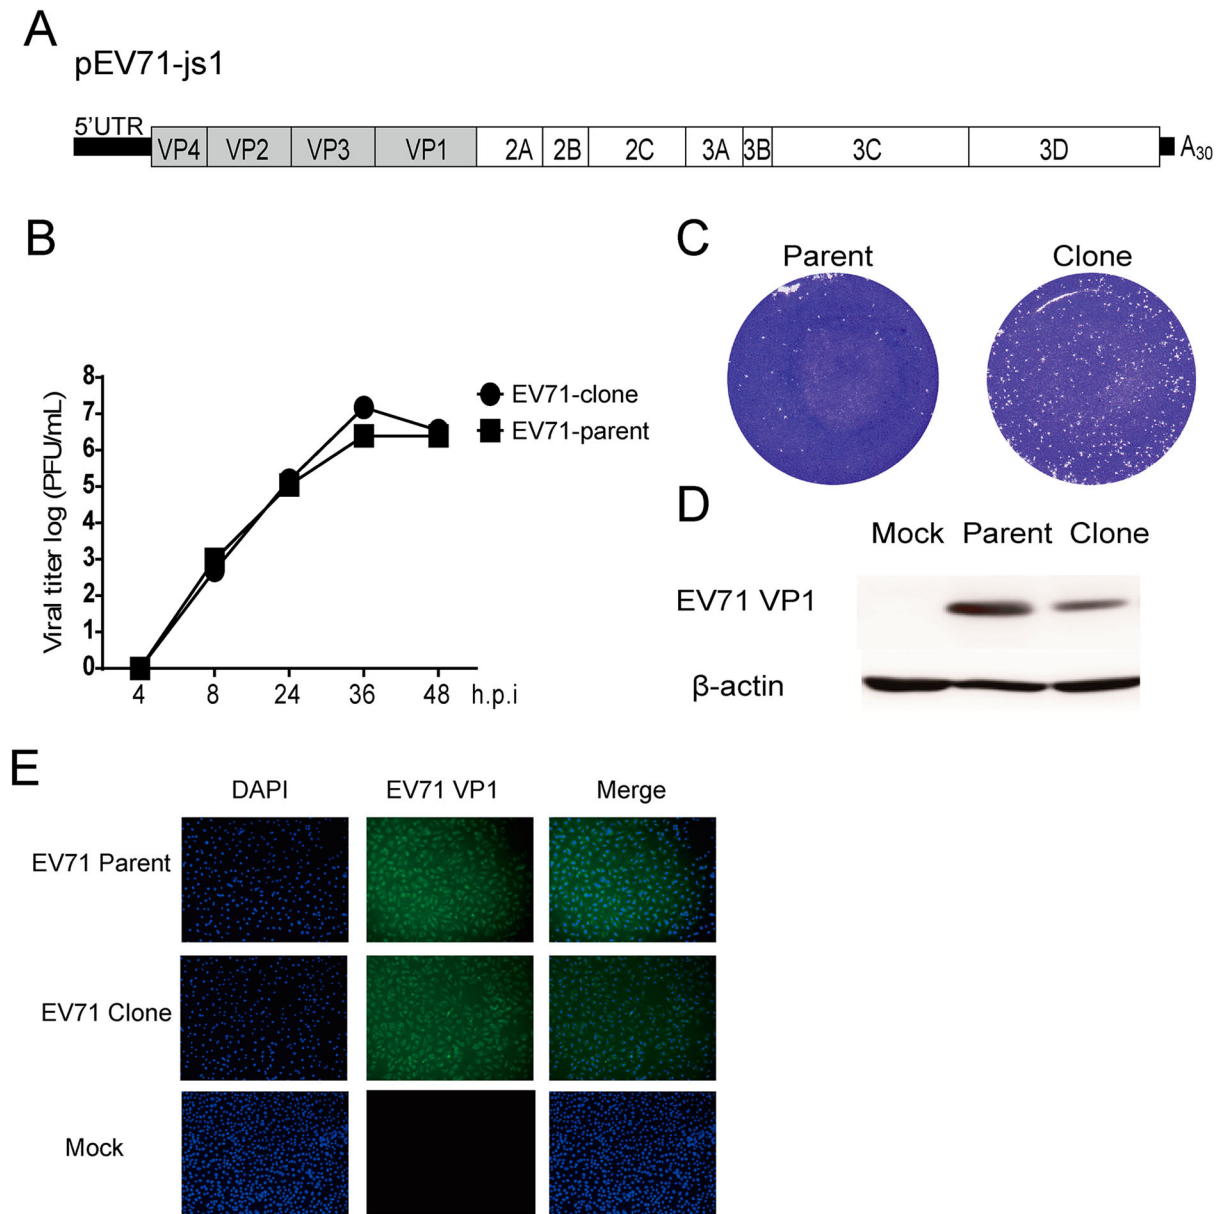 A
pEV71-js1
5'UTR
VP4 VP2 VP3 VP1 2A 2B 2C 3A 3B 3C 3D A30
B
8
7
6
5
4
3
2
1
0
Viral titer log (PFU/mL)
4 8 24 36 48 h.p.i
EV71-clone
EV71-parent
C
Parent Clone
D
Mock Parent Clone
EV71 VP1
β-actin
E
DAPI EV71 VP1 Merge
EV71 Parent
EV71 Clone
Mock